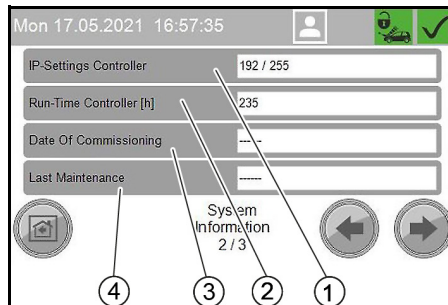 Mon 17.05.2021 16:57:35
IP-Settings Controller 192 / 255
Run-Time Controller [h] 235
Date Of Commissioning ------
Last Maintenance ------
System
Information
2 / 3
4 3 2 1